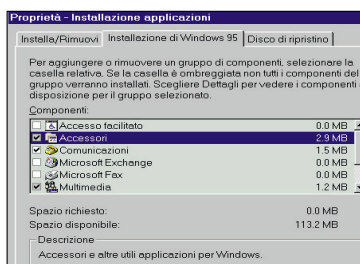 Proprietà - Installazione applicazioni
Installa/Rimuovi Installazione di Windows 95 Disco di ripristino
Per aggiungere o rimuovere un gruppo di componenti, selezionare la
casella relativa. Se la casella è ombreggiata non tutti i componenti del
gruppo verranno installati. Scegliere Dettagli per vedere i componenti
disposizione per il gruppo selezionato.
Componenti:
Accesso facilitato 0.0 MB
Accessori 2.9 MB
Comunicazioni 1.5 MB
Microsoft Exchange 0.0 MB
Microsoft Fax 0.0 MB
Multimedia 1.2 MB
Spazio richiesto: 0.0 MB
Spazio disponibile: 113.2 MB
Descrizione
Accessori e altre utili applicazioni per Windows.